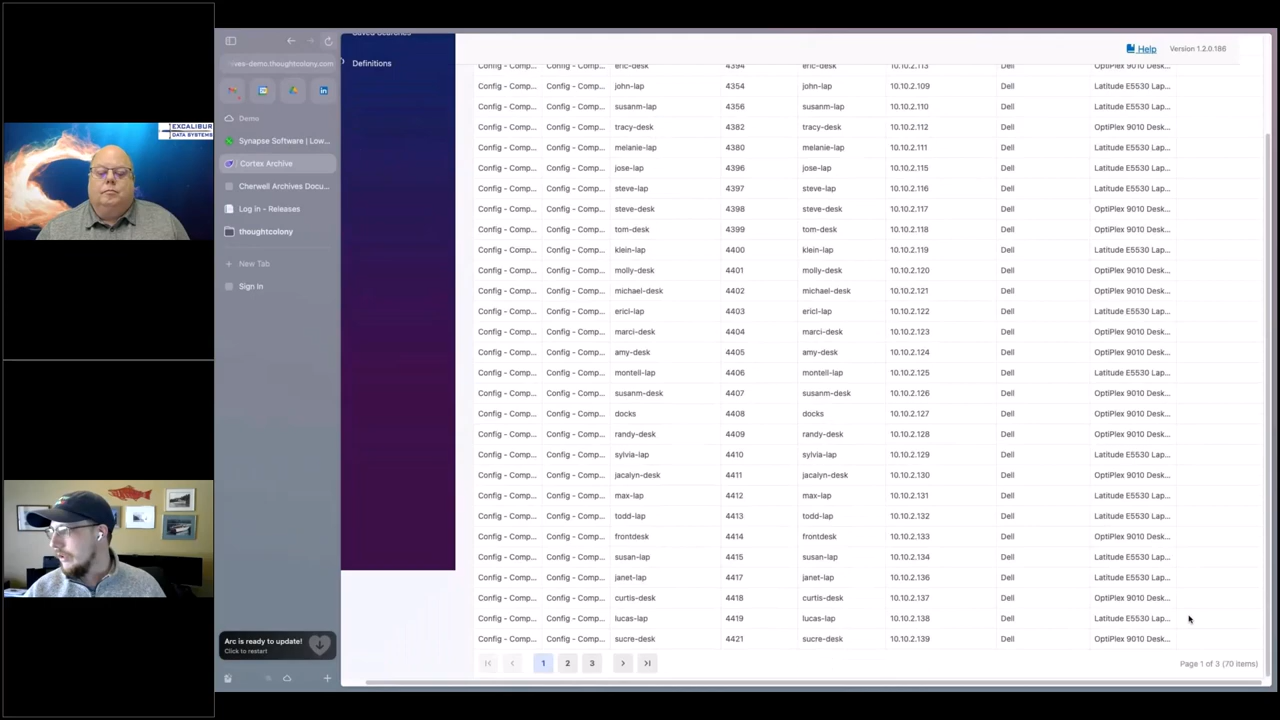 EXCALIBUR
DATA SYSTEMS
ves-demo.thoughtcolony.com
Demo
Synapse Software | Low...
Cortex Archive
Cherwell Archives Docu...
Log in - Releases
thoughtcolony
New Tab
Sign In
Arc is ready to update!
Click to restart
Saved Searches
Definitions
Help Version 1.2.0.186
Config - Comp... Config - Comp... eric-desk 4394 eric-desk 10.10.2.113 Dell OptiPlex 9010 Desk...
Config - Comp... Config - Comp... john-lap 4354 john-lap 10.10.2.109 Dell Latitude E5530 Lap...
Config - Comp... Config - Comp... susanm-lap 4356 susanm-lap 10.10.2.110 Dell Latitude E5530 Lap...
Config - Comp... Config - Comp... tracy-desk 4382 tracy-desk 10.10.2.112 Dell OptiPlex 9010 Desk...
Config - Comp... Config - Comp... melanie-lap 4380 melanie-lap 10.10.2.111 Dell Latitude E5530 Lap...
Config - Comp... Config - Comp... jose-lap 4396 jose-lap 10.10.2.115 Dell Latitude E5530 Lap...
Config - Comp... Config - Comp... steve-lap 4397 steve-lap 10.10.2.116 Dell Latitude E5530 Lap...
Config - Comp... Config - Comp... steve-desk 4398 steve-desk 10.10.2.117 Dell OptiPlex 9010 Desk...
Config - Comp... Config - Comp... tom-desk 4399 tom-desk 10.10.2.118 Dell OptiPlex 9010 Desk...
Config - Comp... Config - Comp... klein-lap 4400 klein-lap 10.10.2.119 Dell Latitude E5530 Lap...
Config - Comp... Config - Comp... molly-desk 4401 molly-desk 10.10.2.120 Dell OptiPlex 9010 Desk...
Config - Comp... Config - Comp... michael-desk 4402 michael-desk 10.10.2.121 Dell OptiPlex 9010 Desk...
Config - Comp... Config - Comp... ericl-lap 4403 ericl-lap 10.10.2.122 Dell Latitude E5530 Lap...
Config - Comp... Config - Comp... marci-desk 4404 marci-desk 10.10.2.123 Dell OptiPlex 9010 Desk...
Config - Comp... Config - Comp... amy-desk 4405 amy-desk 10.10.2.124 Dell OptiPlex 9010 Desk...
Config - Comp... Config - Comp... montell-lap 4406 montell-lap 10.10.2.125 Dell Latitude E5530 Lap...
Config - Comp... Config - Comp... susanm-desk 4407 susanm-desk 10.10.2.126 Dell OptiPlex 9010 Desk...
Config - Comp... Config - Comp... docks 4408 docks 10.10.2.127 Dell OptiPlex 9010 Desk...
Config - Comp... Config - Comp... randy-desk 4409 randy-desk 10.10.2.128 Dell OptiPlex 9010 Desk...
Config - Comp... Config - Comp... sylvia-lap 4410 sylvia-lap 10.10.2.129 Dell Latitude E5530 Lap...
Config - Comp... Config - Comp... jacalyn-desk 4411 jacalyn-desk 10.10.2.130 Dell OptiPlex 9010 Desk...
Config - Comp... Config - Comp... max-lap 4412 max-lap 10.10.2.131 Dell Latitude E5530 Lap...
Config - Comp... Config - Comp... todd-lap 4413 todd-lap 10.10.2.132 Dell Latitude E5530 Lap...
Config - Comp... Config - Comp... frontdesk 4414 frontdesk 10.10.2.133 Dell OptiPlex 9010 Desk...
Config - Comp... Config - Comp... susan-lap 4415 susan-lap 10.10.2.134 Dell Latitude E5530 Lap...
Config - Comp... Config - Comp... janet-lap 4417 janet-lap 10.10.2.136 Dell Latitude E5530 Lap...
Config - Comp... Config - Comp... curtis-desk 4418 curtis-desk 10.10.2.137 Dell OptiPlex 9010 Desk...
Config - Comp... Config - Comp... lucas-lap 4419 lucas-lap 10.10.2.138 Dell Latitude E5530 Lap...
Config - Comp... Config - Comp... sucre-desk 4421 sucre-desk 10.10.2.139 Dell OptiPlex 9010 Desk...
1 2 3 Page 1 of 3 (70 items)